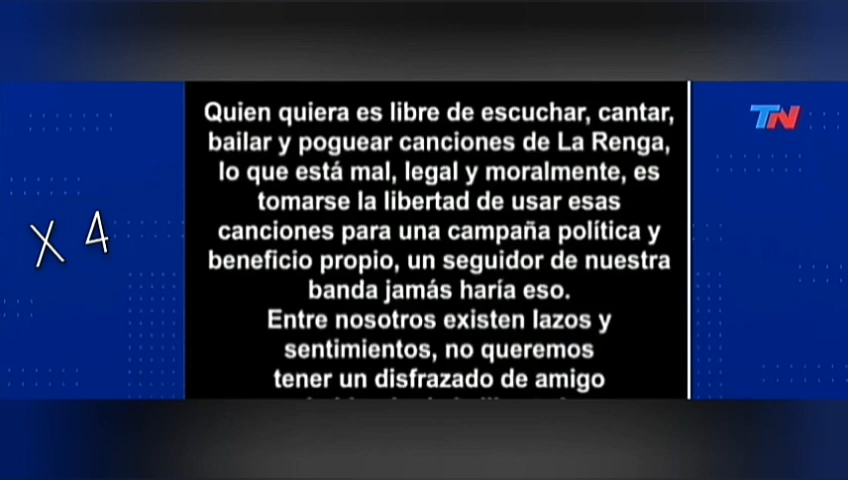 Quien quiera es libre de escuchar, cantar,
bailar y poguear canciones de La Renga,
lo que está mal, legal y moralmente, es
tomarse la libertad de usar esas
canciones para una campaña política y
beneficio propio, un seguidor de nuestra
banda jamás haría eso.
Entre nosotros existen lazos y
sentimientos, no queremos
tener un disfrazado de amigo
X 4
TN